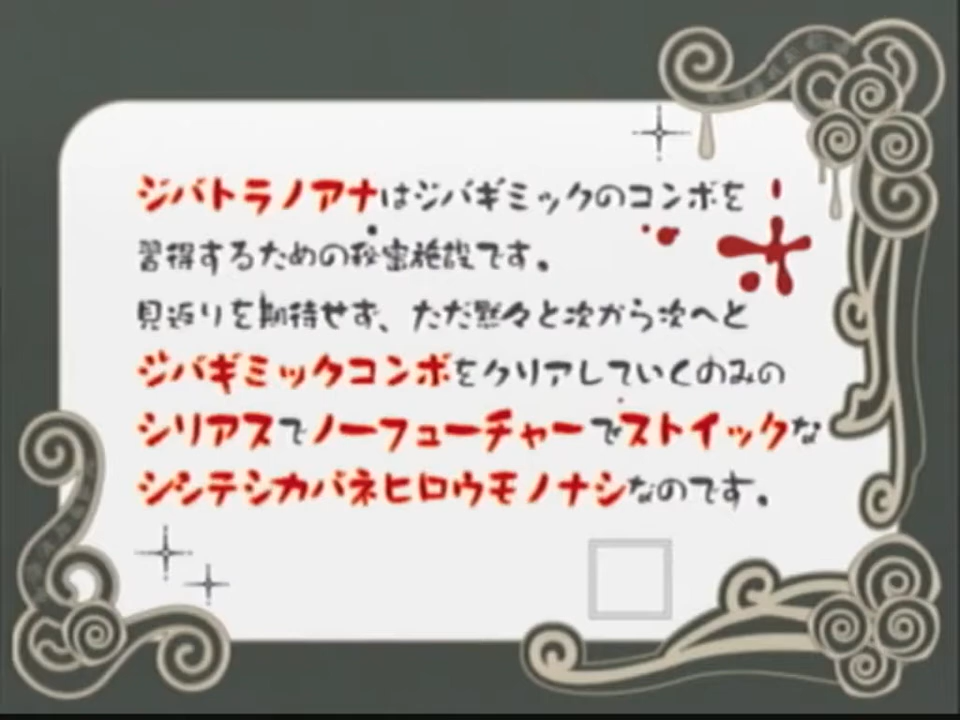 ジバトラノアナはジバギミックのコンボを
習得するための秘密施設です。
見返りを期待せず、ただ黙々と次から次へと
ジバギミックコンボをクリアしていくのみの
シリアスでノーフューチャーでストイックな
シシテシカバネヒロウモノナシなのです。